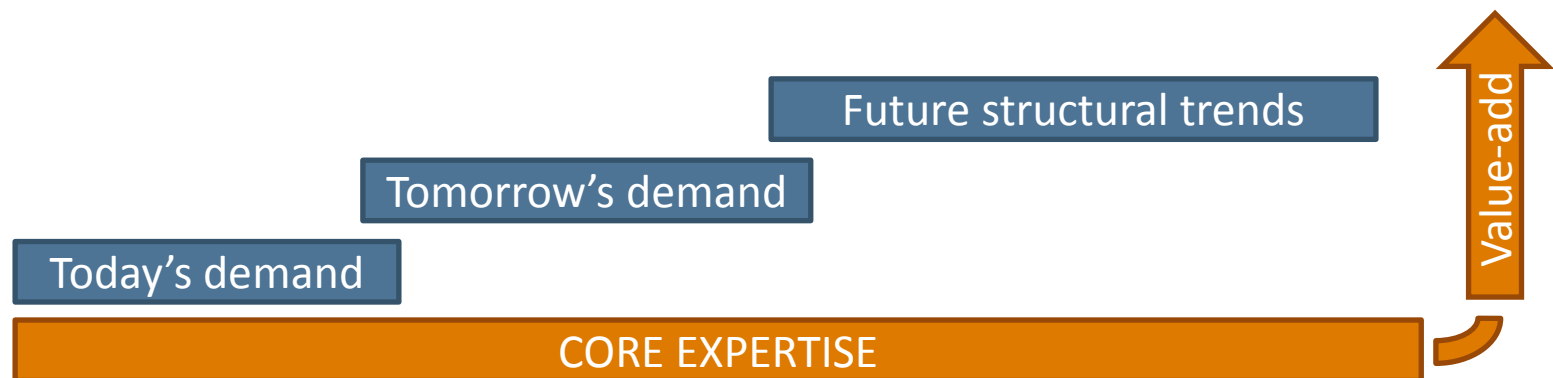 Future structural trends
Value-add
Tomorrow’s demand
Today’s demand
CORE EXPERTISE